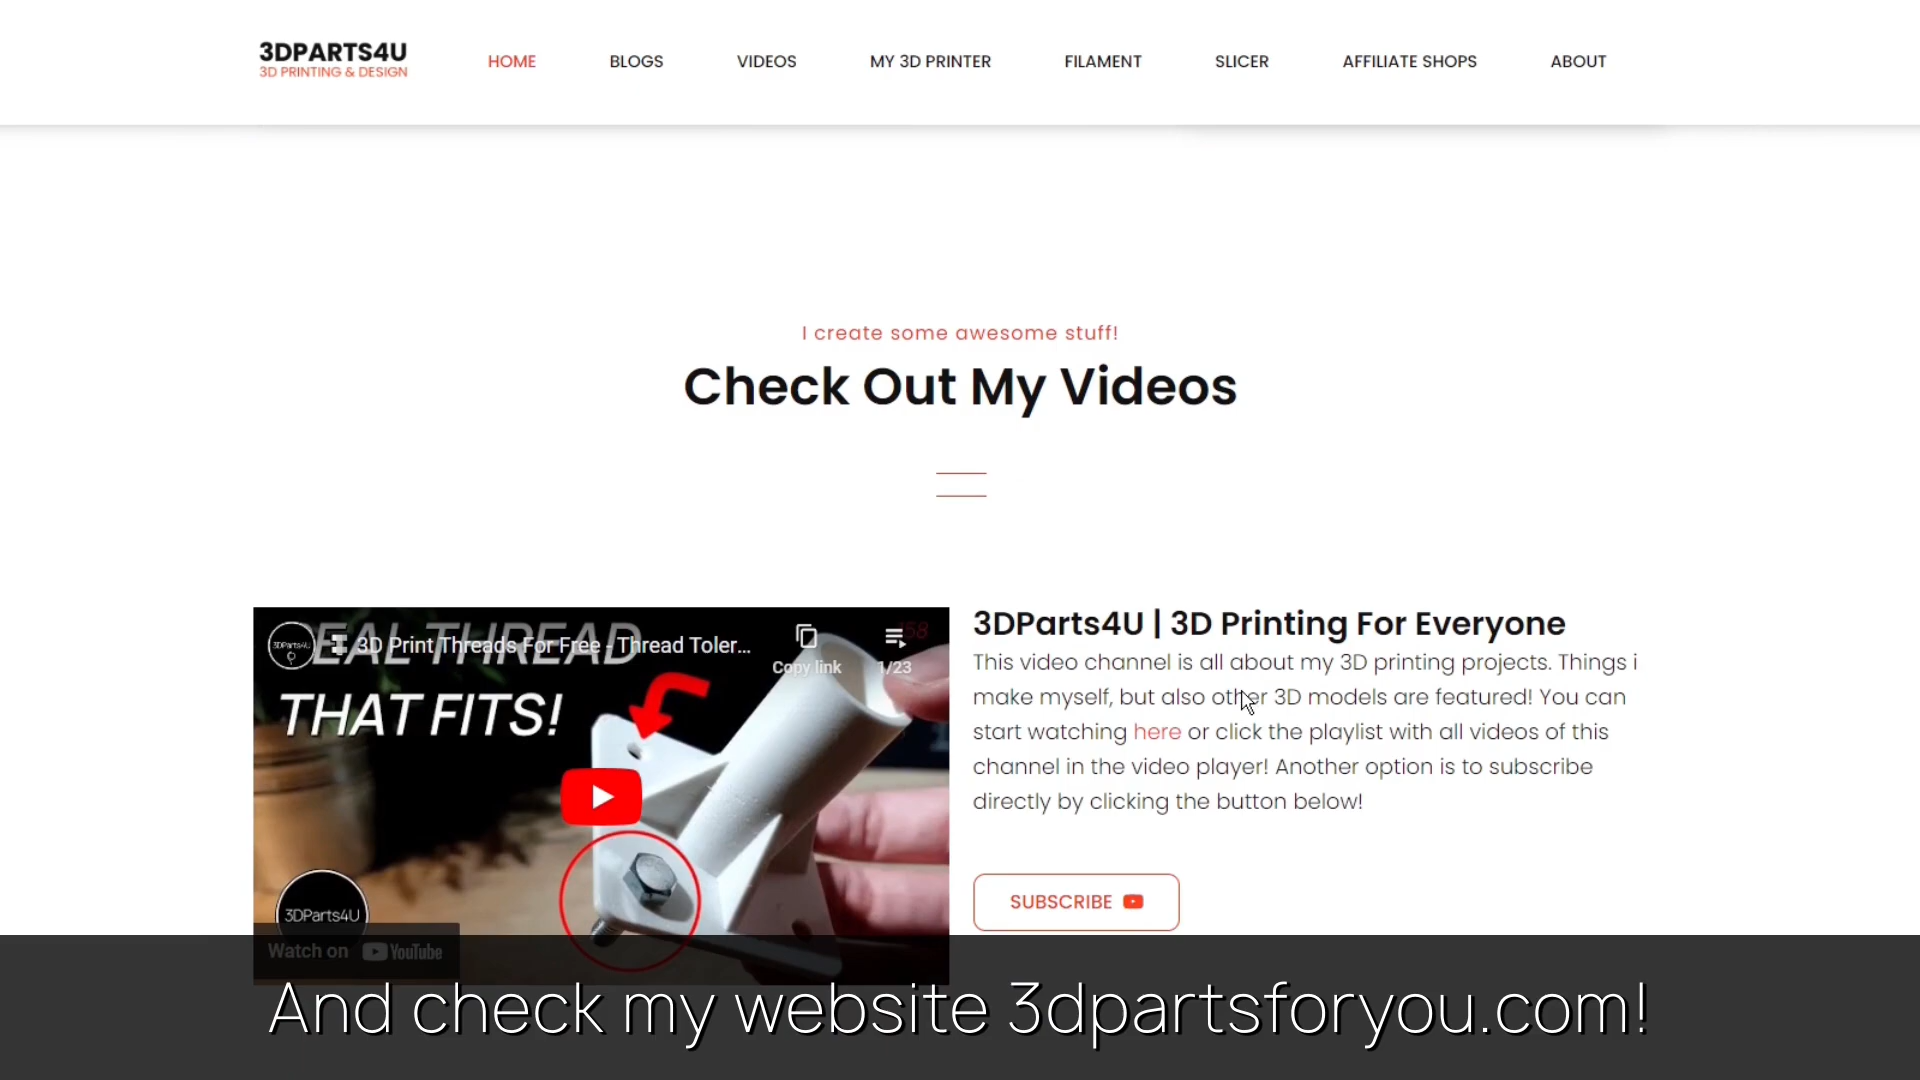 3DPARTS4U
3D PRINTING & DESIGN
HOME
BLOGS
VIDEOS
MY 3D PRINTER
FILAMENT
SLICER
AFFILIATE SHOPS
ABOUT
I create some awesome stuff!
Check Out My Videos
3DParts4U
3D Print Threads For Free - Thread Toler...
Copy link
1/23
EAL THREAD
THAT FITS!
3DParts4U
Watch on YouTube
3DParts4U | 3D Printing For Everyone
This video channel is all about my 3D printing projects. Things i
make myself, but also other 3D models are featured! You can
start watching here or click the playlist with all videos of this
channel in the video player! Another option is to subscribe
directly by clicking the button below!
SUBSCRIBE
And check my website 3dpartsforyou.com!